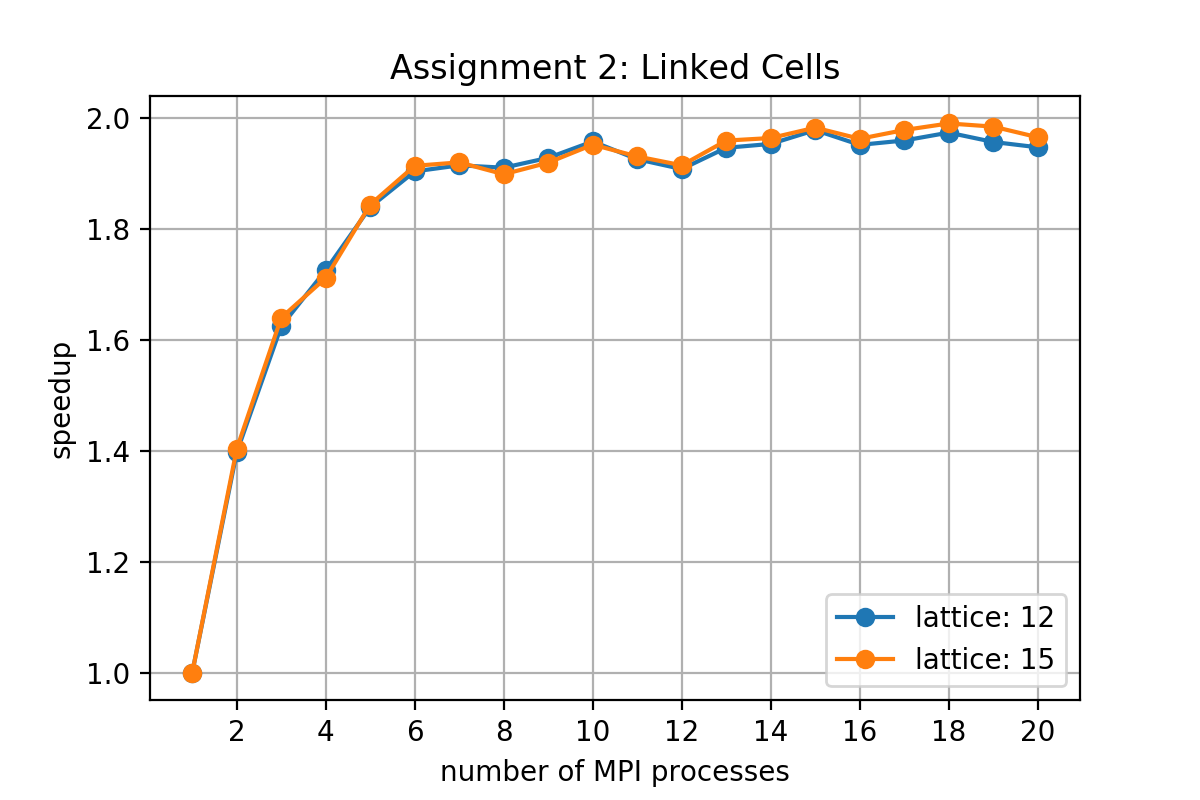 Assignment 2: Linked Cells
2.0
1.8
1.6
1.4
1.2
1.0
speedup
lattice: 12
lattice: 15
2 4 6 8 10 12 14 16 18 20
number of MPI processes